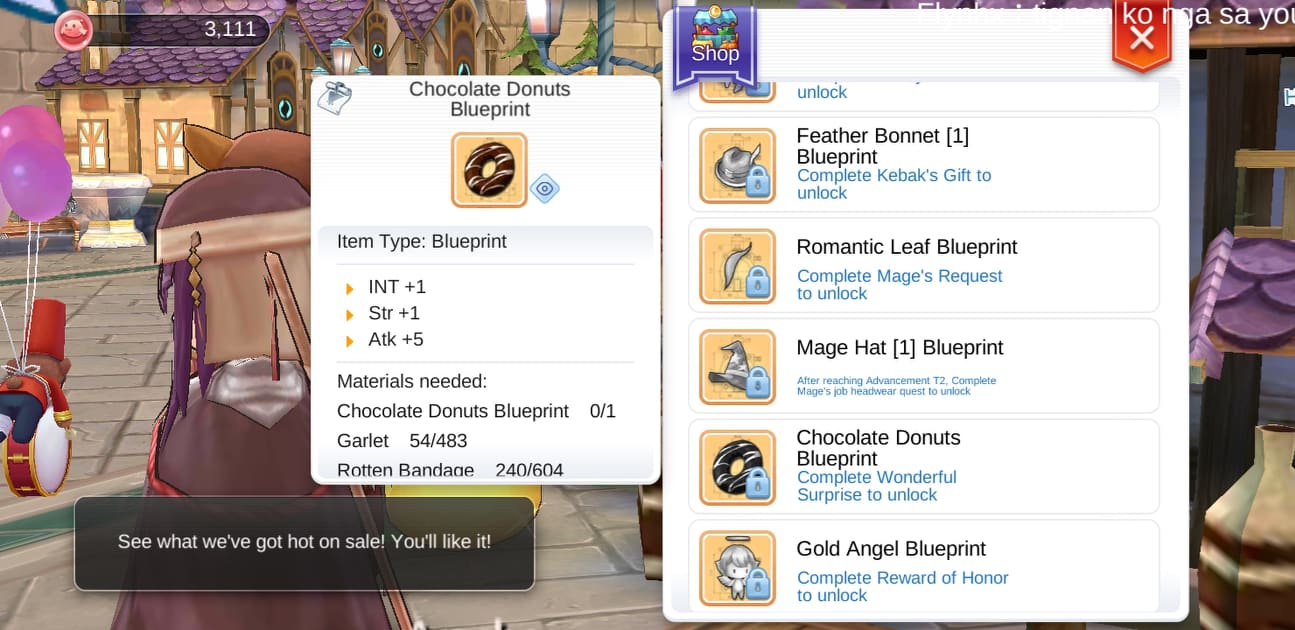 3,111
ko nga sa you
Shop
Chocolate Donuts
Blueprint
Item Type: Blueprint
INT +1
Str +1
Atk +5
Materials needed:
Chocolate Donuts Blueprint 0/1
Garlet 54/483
Rotten Bandage 240/604
See what we've got hot on sale! You'll like it!
unlock
Feather Bonnet [1]
Blueprint
Complete Kebak's Gift to
unlock
Romantic Leaf Blueprint
Complete Mage's Request
to unlock
Mage Hat [1] Blueprint
After reaching Advancement T2, Complete
Mage's job headwear quest to unlock
Chocolate Donuts
Blueprint
Complete Wonderful
Surprise to unlock
Gold Angel Blueprint
Complete Reward of Honor
to unlock